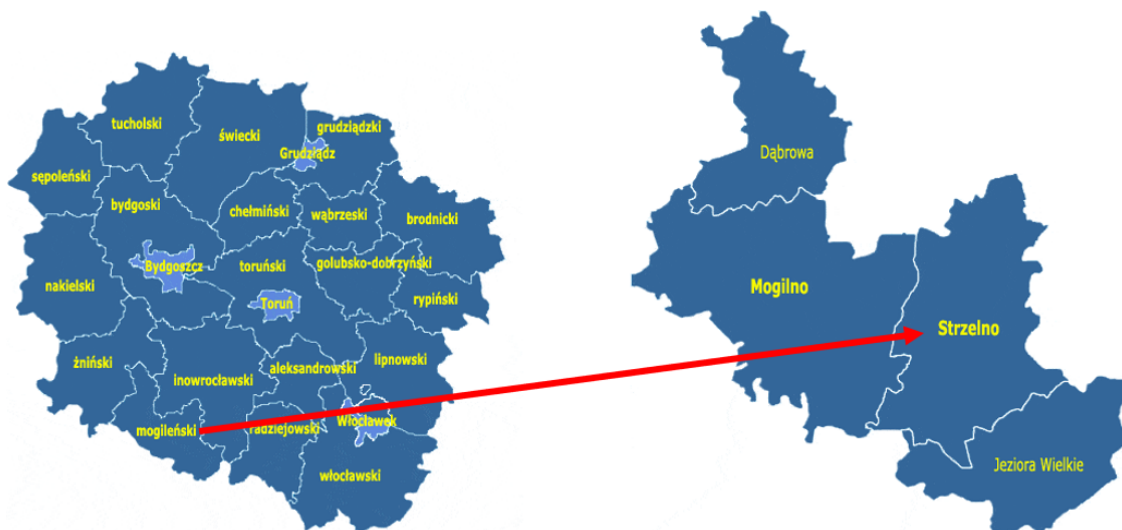 tucholski
świecki
grudziądzki
Grudziądz
sępoleński
bydgoski
chełmiński
wąbrzeski
brodnicki
Bydgoszcz
toruński
golubsko-dobrzyński
nakielski
Toruń
rypiński
żniński
inowrocławski
aleksandrowski
lipnowski
mogileński
radziejowski
Włocławek
włocławski
Dąbrowa
Mogilno
Strzelno
Jeziora Wielkie